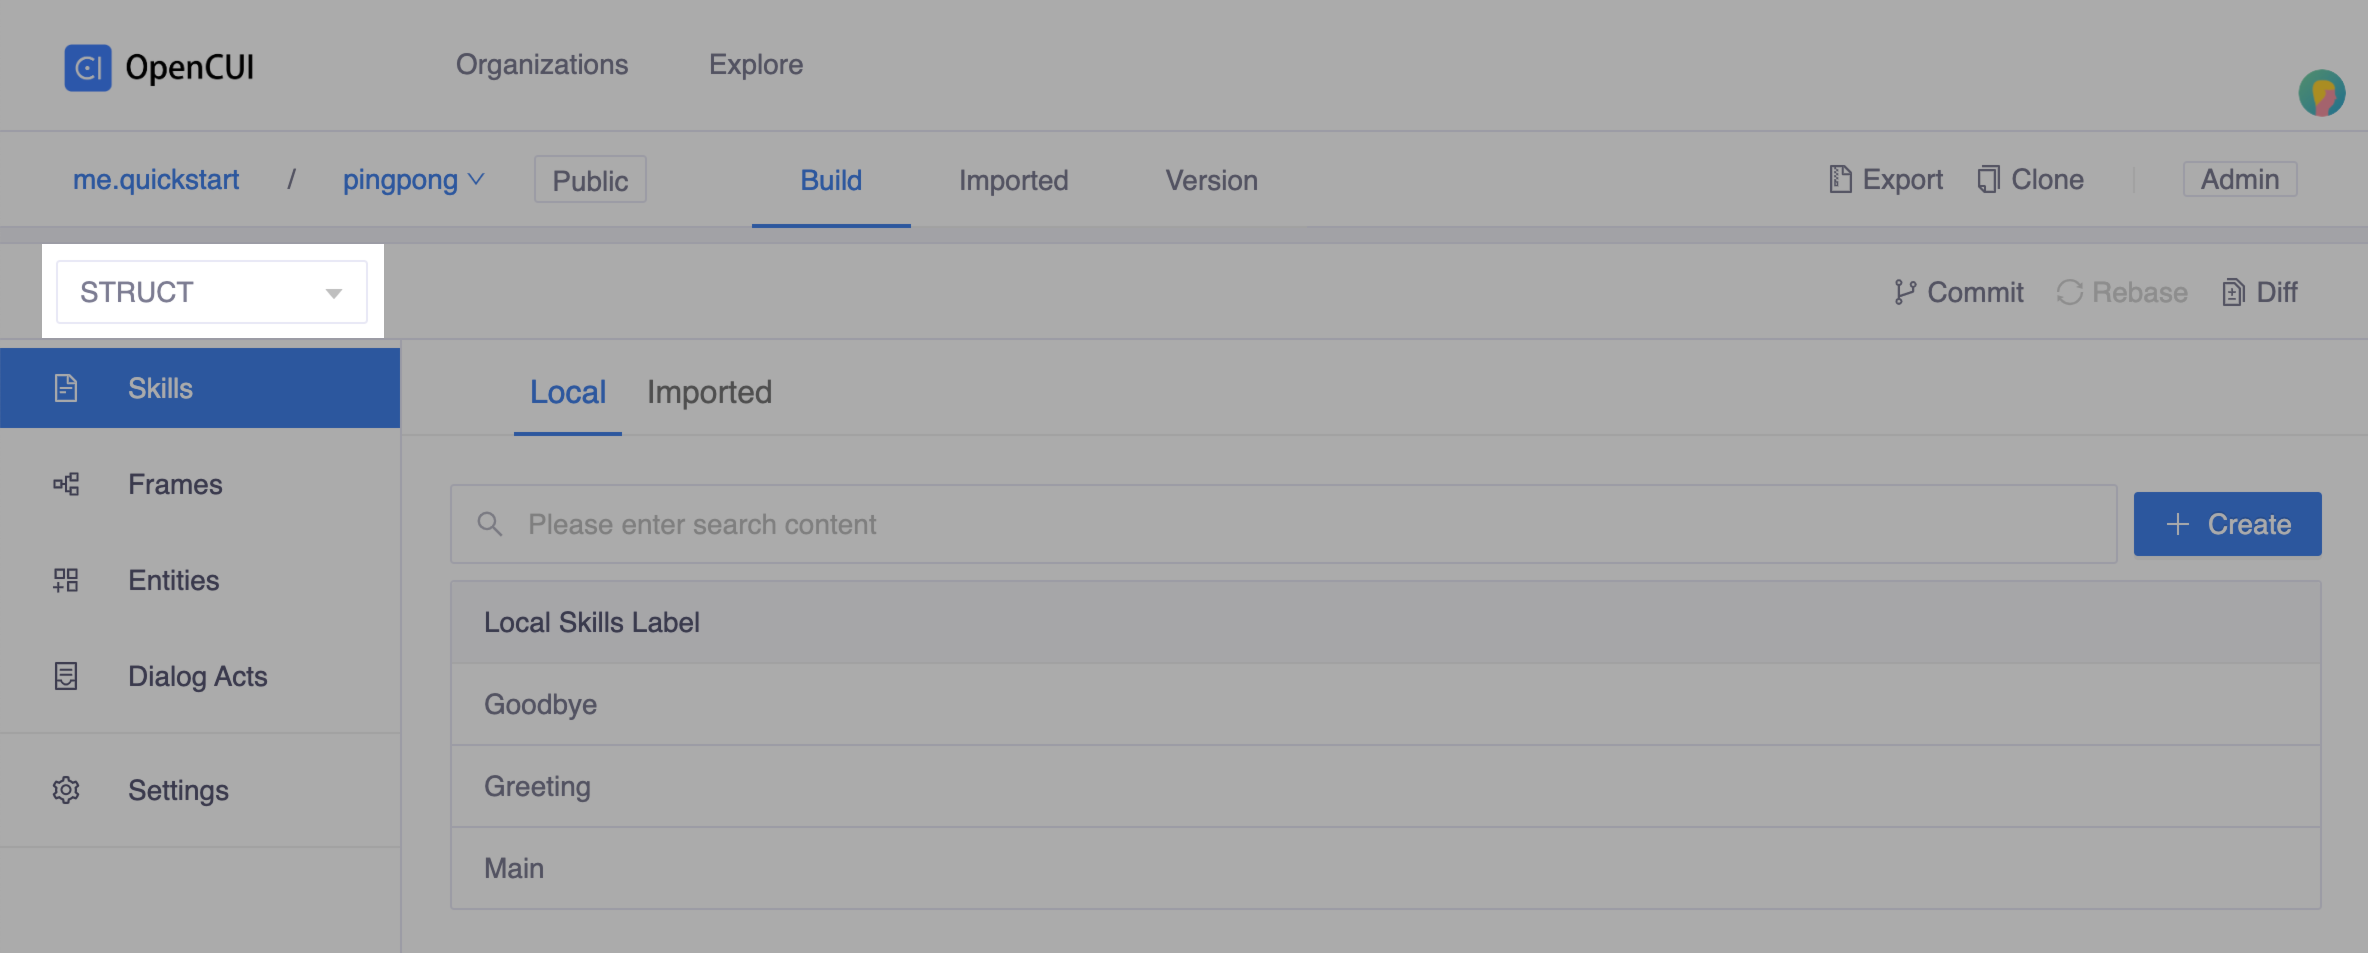 OpenCUI Organizations Explore
me.quickstart / pingpong Public Build Imported Version Export Clone Admin
STRUCT Commit Rebase Diff
Skills
Local Imported
Frames
Please enter search content Create
Entities
Local Skills Label
Dialog Acts
Goodbye
Settings
Greeting
Main